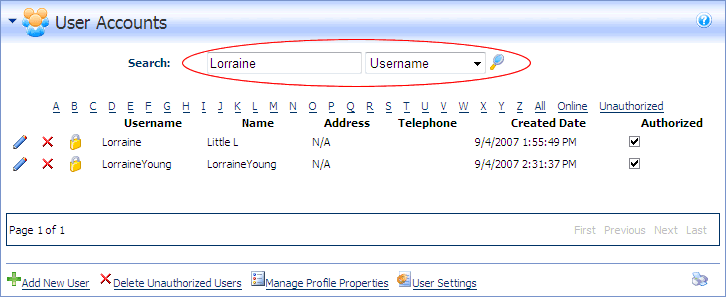 User Accounts
Search: Lorraine Username
A B C D E F G H I J K L M N O P Q R S T U V W X Y Z All Online Unauthorized
Username Name Address Telephone Created Date Authorized
Lorraine Little L N/A 9/4/2007 1:55:49 PM
LorraineYoung LorraineYoung N/A 9/4/2007 2:31:37 PM
Page 1 of 1 First Previous Next Last
Add New User Delete Unauthorized Users Manage Profile Properties User Settings